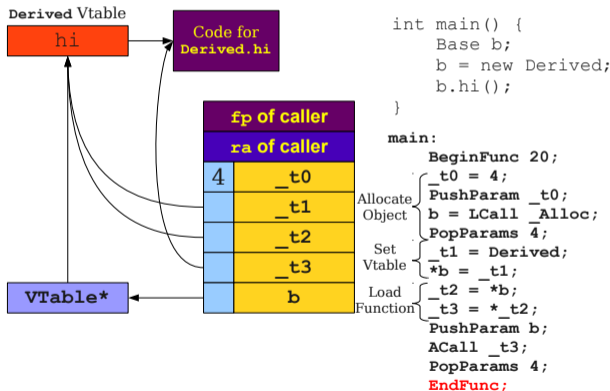 Derived Vtable
hi
Code for
Derived.hi
int main() {
Base b;
b = new Derived;
b.hi();
}
fp of caller
ra of caller
4 _t0
_t1
_t2
_t3
b
VTable*
Allocate
Object
Set
Vtable
Load
Function
main:
BeginFunc 20;
_t0 = 4;
PushParam _t0;
b = LCall _Alloc;
PopParams 4;
_t1 = Derived;
*b = _t1;
_t2 = *b;
_t3 = *_t2;
PushParam b;
ACall _t3;
PopParams 4;
EndFunc;